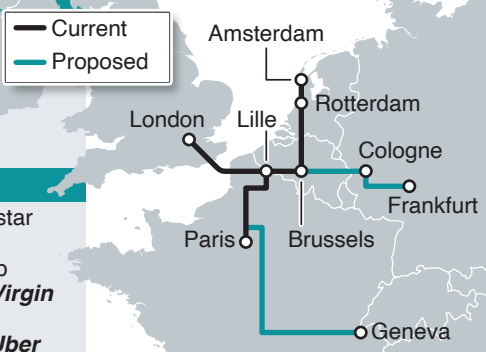 Current
Proposed
Amsterdam
Rotterdam
London
Lille
Cologne
Frankfurt
Paris
Brussels
Geneva
star
Virgin
Uber